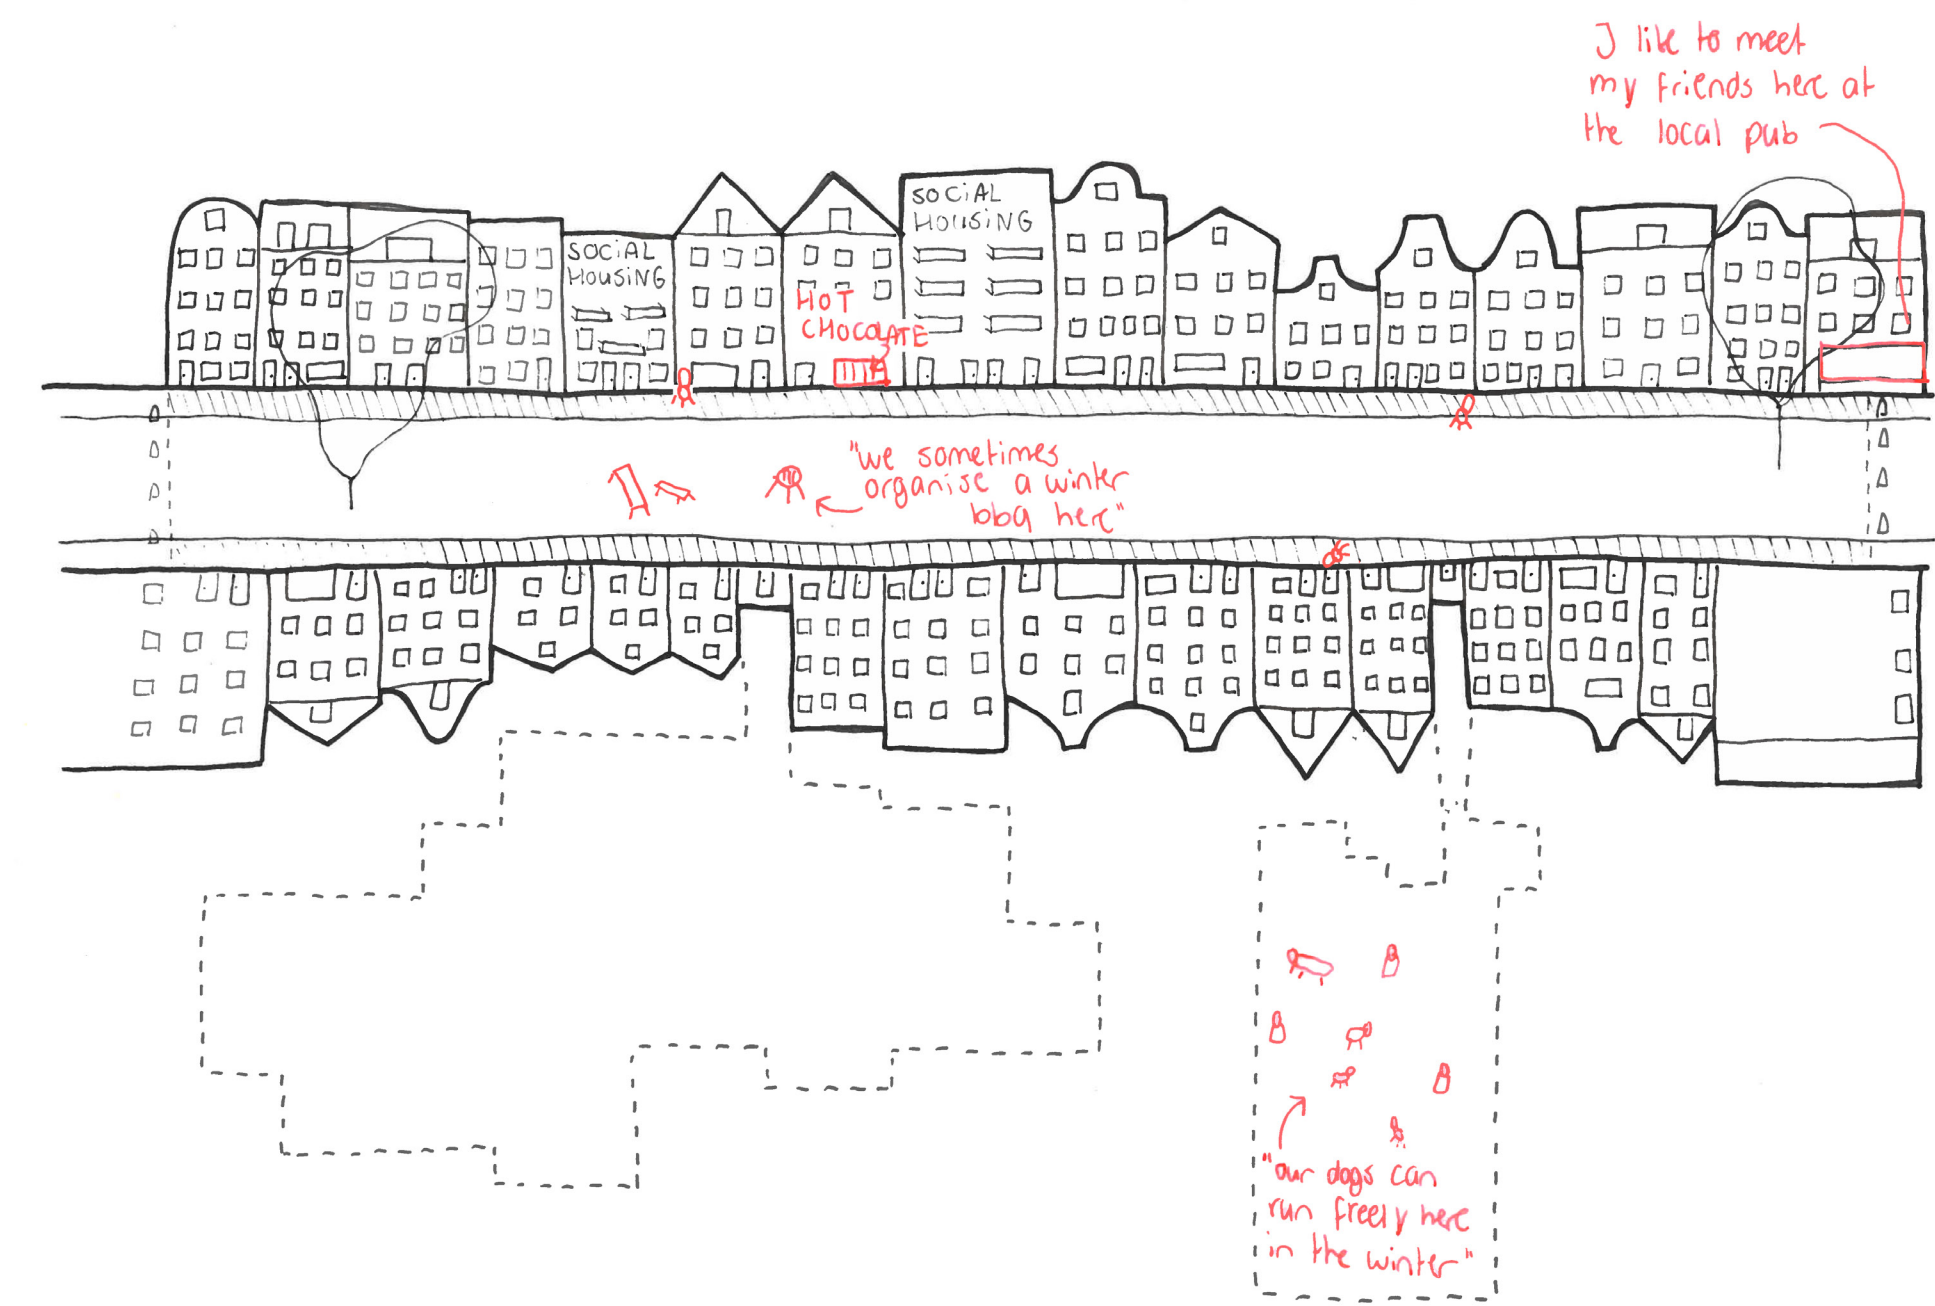 I like to meet
my friends here at
the local pub
SOCIAL
HOUSING
SOCIAL
HOUSING
HOT
CHOCOLATE
"we sometimes
organise a winter
bbq here"
"our dogs can
run freely here
in the winter"